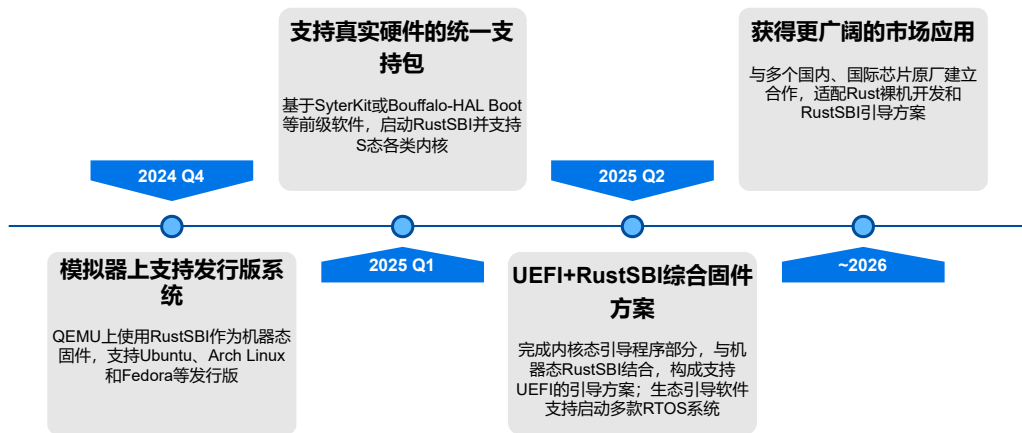 2024 Q4
模拟器上支持发行版系
统
QEMU上使用RustSBI作为机器态
固件，支持Ubuntu、Arch Linux
和Fedora等发行版
支持真实硬件的统一支
持包
基于SyterKit或Bouffalo-HAL Boot
等前级软件，启动RustSBI并支持
S态各类内核
2025 Q1
2025 Q2
UEFI+RustSBI综合固件
方案
完成内核态引导程序部分，与机
器态RustSBI结合，构成支持
UEFI的引导方案；生态引导软件
支持启动多款RTOS系统
获得更广阔的市场应用
与多个国内、国际芯片原厂建立
合作，适配Rust裸机开发和
RustSBI引导方案
~2026